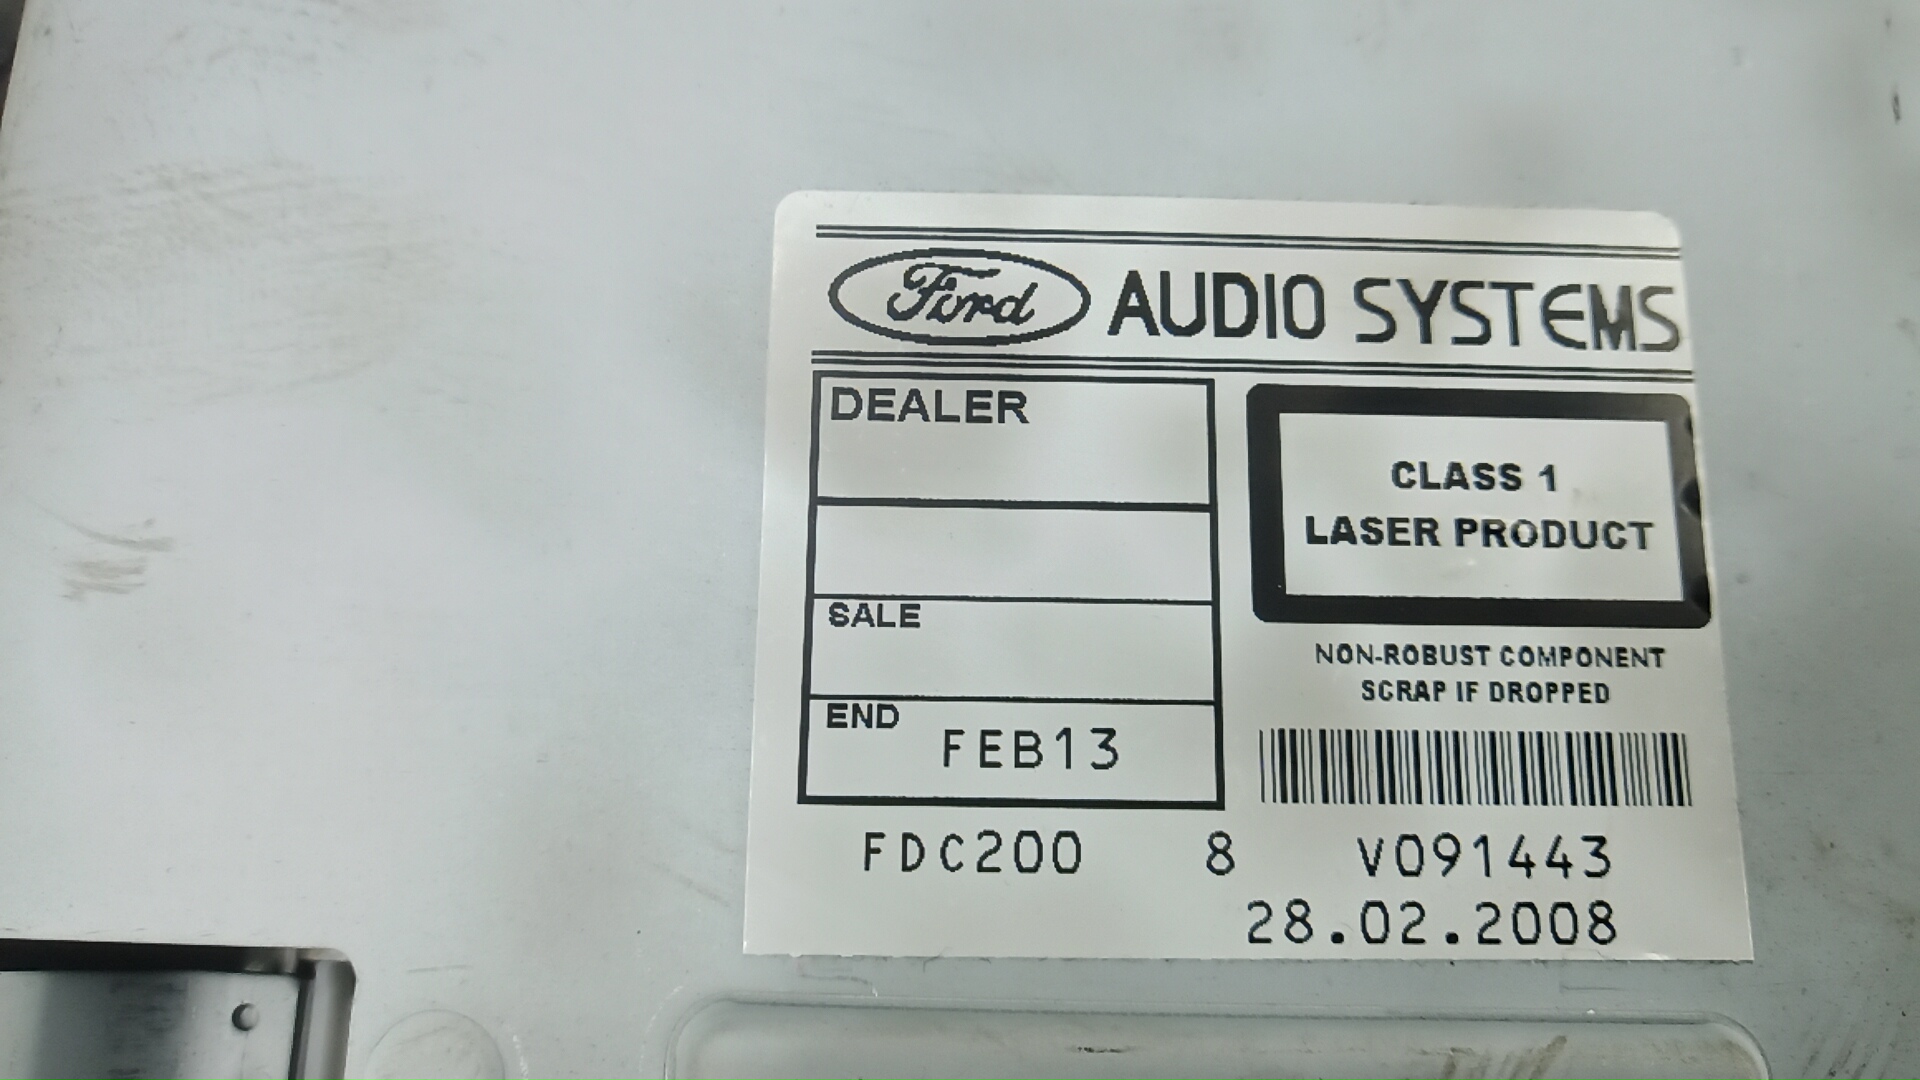 Ford AUDIO SYSTEMS
DEALER
SALE
END
FEB13
CLASS 1
LASER PRODUCT
NON-ROBUST COMPONENT
SCRAP IF DROPPED
FDC200 8 V091443
28.02.2008